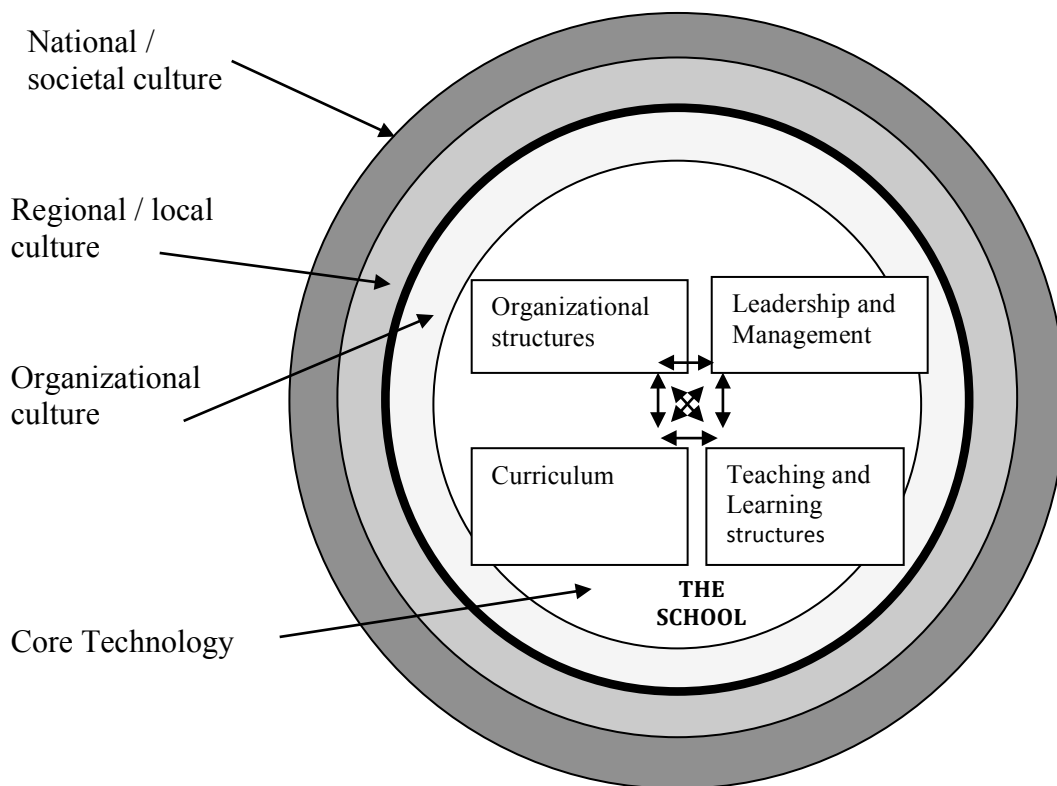 National /
societal culture
Regional / local
culture
Organizational
culture
Core Technology
Organizational
structures
Leadership and
Management
Curriculum
Teaching and
Learning
structures
THE
SCHOOL